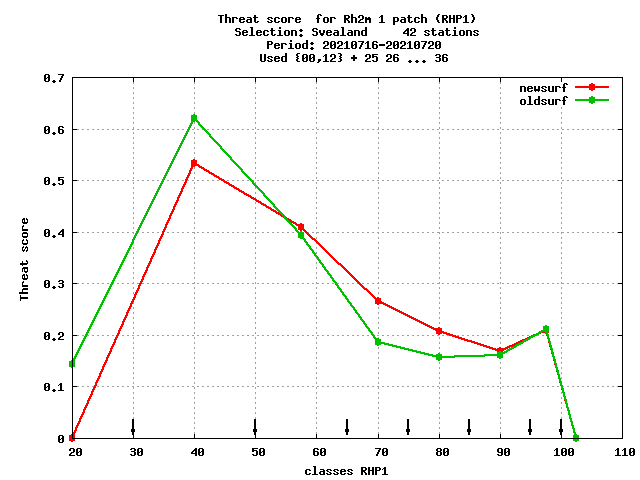 Threat score  for Rh2m 1 patch (RHP1)
Selection: Svealand     42 stations
Period: 20210716-20210720
Used {00,12} + 25 26 ... 36
newsurf
oldsurf
0.7
0.6
0.5
0.4
0.3
0.2
0.1
0
Threat score
20 30 40 50 60 70 80 90 100 110
classes RHP1